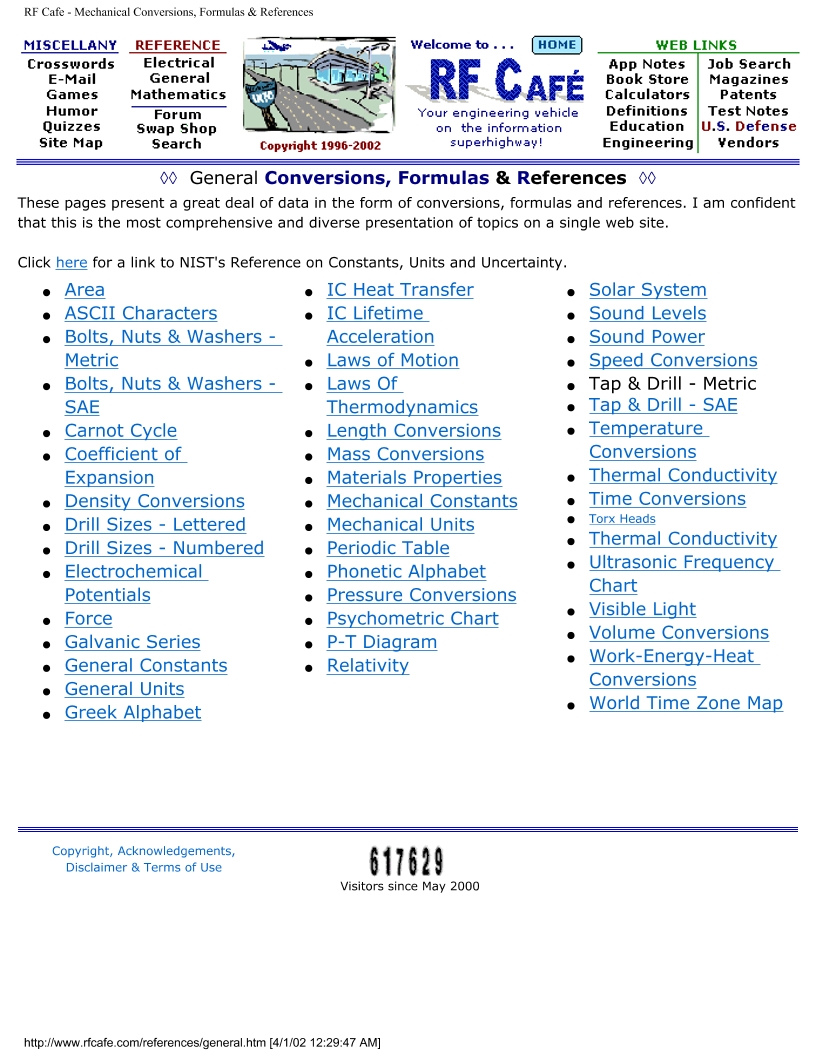 RF Cafe - Mechanical Conversions, Formulas & References
MISCELLANY
Crosswords
E-Mail
Games
Humor
Quizzes
Site Map
REFERENCE
Electrical
General
Mathematics
Forum
Swap Shop
Search
Copyright 1996-2002
Welcome to . . .
HOME
RF CAFÉ
Your engineering vehicle
on the information
superhighway!
WEB LINKS
App Notes
Book Store
Calculators
Definitions
Education
Engineering
Job Search
Magazines
Patents
Test Notes
U.S. Defense
Vendors
◊◊ General Conversions, Formulas & References ◊◊
These pages present a great deal of data in the form of conversions, formulas and references. I am confident
that this is the most comprehensive and diverse presentation of topics on a single web site.
Click here for a link to NIST's Reference on Constants, Units and Uncertainty.
● Area
● ASCII Characters
● Bolts, Nuts & Washers -
Metric
● Bolts, Nuts & Washers -
SAE
● Carnot Cycle
● Coefficient of
Expansion
● Density Conversions
● Drill Sizes - Lettered
● Drill Sizes - Numbered
● Electrochemical
Potentials
● Force
● Galvanic Series
● General Constants
● General Units
● Greek Alphabet
● IC Heat Transfer
● IC Lifetime
Acceleration
● Laws of Motion
● Laws Of
Thermodynamics
● Length Conversions
● Mass Conversions
● Materials Properties
● Mechanical Constants
● Mechanical Units
● Periodic Table
● Phonetic Alphabet
● Pressure Conversions
● Psychometric Chart
● P-T Diagram
● Relativity
● Solar System
● Sound Levels
● Sound Power
● Speed Conversions
● Tap & Drill - Metric
● Tap & Drill - SAE
● Temperature
Conversions
● Thermal Conductivity
● Time Conversions
● Torx Heads
● Thermal Conductivity
● Ultrasonic Frequency
Chart
● Visible Light
● Volume Conversions
● Work-Energy-Heat
Conversions
● World Time Zone Map
Copyright, Acknowledgements,
Disclaimer & Terms of Use
617629
Visitors since May 2000
http://www.rfcafe.com/references/general.htm [4/1/02 12:29:47 AM]